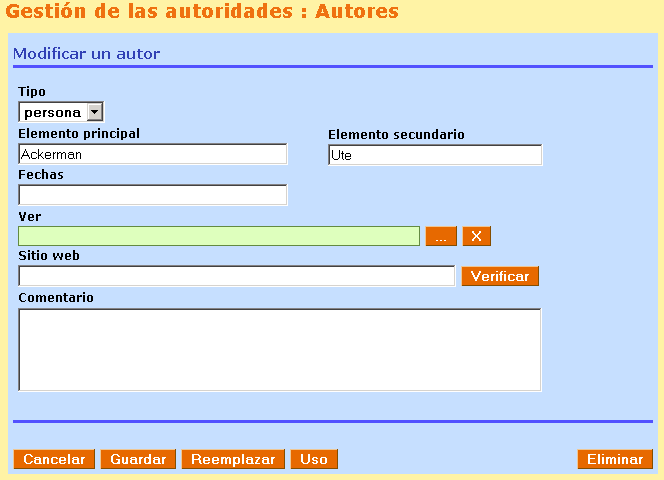 Gestión de las autoridades : Autores
Modificar un autor
Tipo
persona
Elemento principal Elemento secundario
Ackerman Ute
Fechas
Ver
... X
Sitio web
Verificar
Comentario
Cancelar Guardar Reemplazar Uso Eliminar